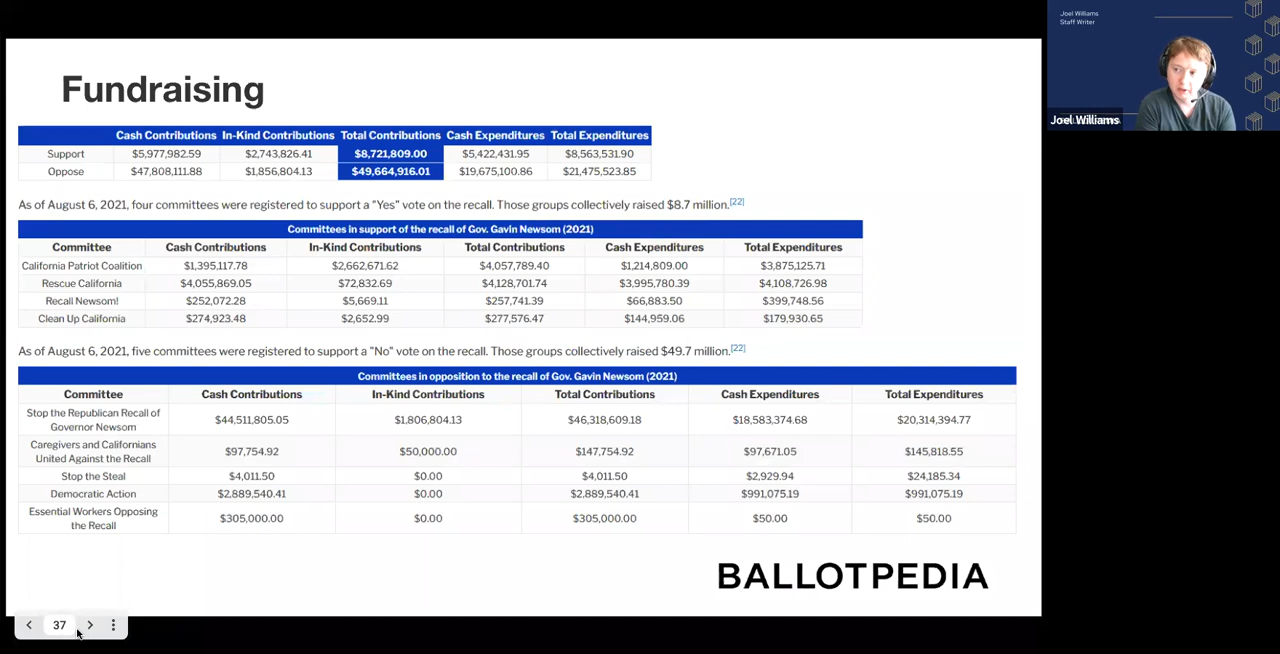 Joel Williams
Staff Writer
Joel Williams
Fundraising
Cash Contributions In-Kind Contributions Total Contributions Cash Expenditures Total Expenditures
Support $5,977,982.59 $2,743,826.41 $8,721,809.00 $5,422,431.95 $8,563,531.90
Oppose $47,808,111.88 $1,856,804.13 $49,664,916.01 $19,675,100.86 $21,475,523.85
As of August 6, 2021, four committees were registered to support a "Yes" vote on the recall. Those groups collectively raised $8.7 million.[22]
Committees in support of the recall of Gov. Gavin Newsom (2021)
Committee Cash Contributions In-Kind Contributions Total Contributions Cash Expenditures Total Expenditures
California Patriot Coalition $1,395,117.78 $2,662,671.62 $4,057,789.40 $1,214,809.00 $3,875,125.71
Rescue California $4,055,869.05 $72,832.69 $4,128,701.74 $3,995,780.39 $4,108,726.98
Recall Newsom! $252,072.28 $5,669.11 $257,741.39 $66,883.50 $399,748.56
Clean Up California $274,923.48 $2,652.99 $277,576.47 $144,959.06 $179,930.65
As of August 6, 2021, five committees were registered to support a "No" vote on the recall. Those groups collectively raised $49.7 million.[22]
Committees in opposition to the recall of Gov. Gavin Newsom (2021)
Committee Cash Contributions In-Kind Contributions Total Contributions Cash Expenditures Total Expenditures
Stop the Republican Recall of
Governor Newsom $44,511,805.05 $1,806,804.13 $46,318,609.18 $18,583,374.68 $20,314,394.77
Caregivers and Californians
United Against the Recall $97,754.92 $50,000.00 $147,754.92 $97,671.05 $145,818.55
Stop the Steal $4,011.50 $0.00 $4,011.50 $2,929.94 $24,185.34
Democratic Action $2,889,540.41 $0.00 $2,889,540.41 $991,075.19 $991,075.19
Essential Workers Opposing
the Recall $305,000.00 $0.00 $305,000.00 $50.00 $50.00
BALLOTPEDIA
37